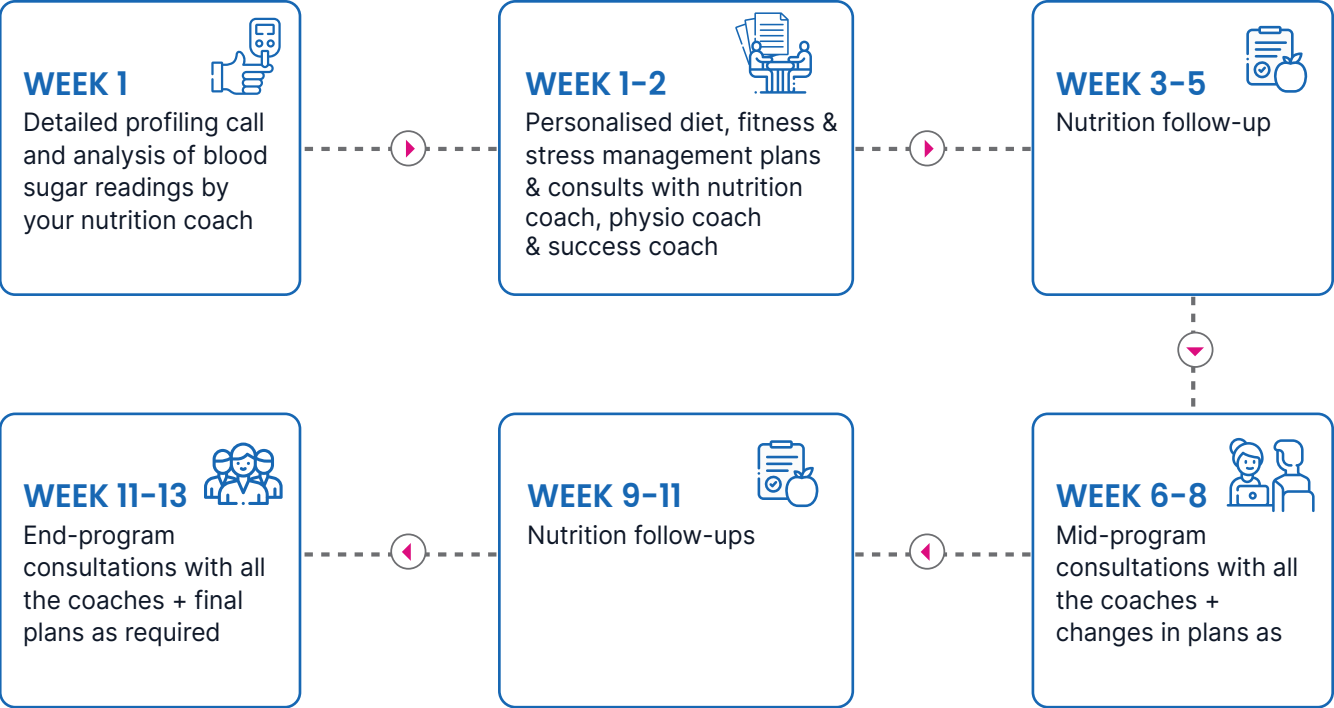 WEEK 1
Detailed profiling call
and analysis of blood
sugar readings by
your nutrition coach
WEEK 1-2
Personalised diet, fitness &
stress management plans
& consults with nutrition
coach, physio coach
& success coach
WEEK 3-5
Nutrition follow-up
WEEK 6-8
Mid-program
consultations with all
the coaches +
changes in plans as
WEEK 9-11
Nutrition follow-ups
WEEK 11-13
End-program
consultations with all
the coaches + final
plans as required